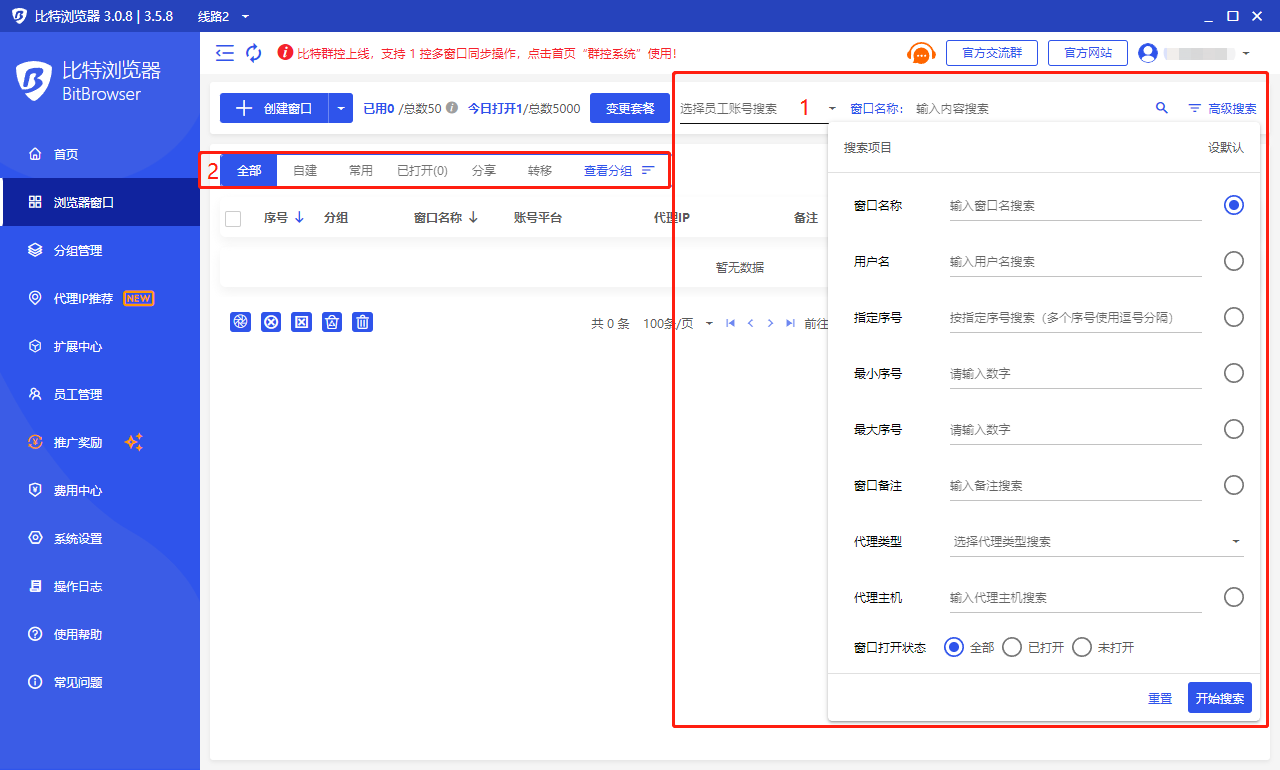 比特浏览器 3.0.8 | 3.5.8 线路2
比特浏览器
BitBrowser
首页
浏览器窗口
分组管理
代理IP推荐 NEW
扩展中心
员工管理
推广奖励
费用中心
系统设置
操作日志
使用帮助
常见问题
比特群控上线，支持 1 控多窗口同步操作，点击首页“群控系统”使用！
官方交流群 官方网站
创建窗口 已用0 /总数50 今日打开1/总数5000 变更套餐
选择员工账号搜索 1 窗口名称： 输入内容搜索 高级搜索
2 全部 自建 常用 已打开(0) 分享 转移 查看分组
序号 分组 窗口名称 账号平台 代理IP 备注
暂无数据
共 0 条 100条/页 前往
搜索项目 设默认
窗口名称 输入窗口名搜索
用户名 输入用户名搜索
指定序号 按指定序号搜索（多个序号使用逗号分隔）
最小序号 请输入数字
最大序号 请输入数字
窗口备注 输入备注搜索
代理类型 选择代理类型搜索
代理主机 输入代理主机搜索
窗口打开状态 全部 已打开 未打开
重置 开始搜索